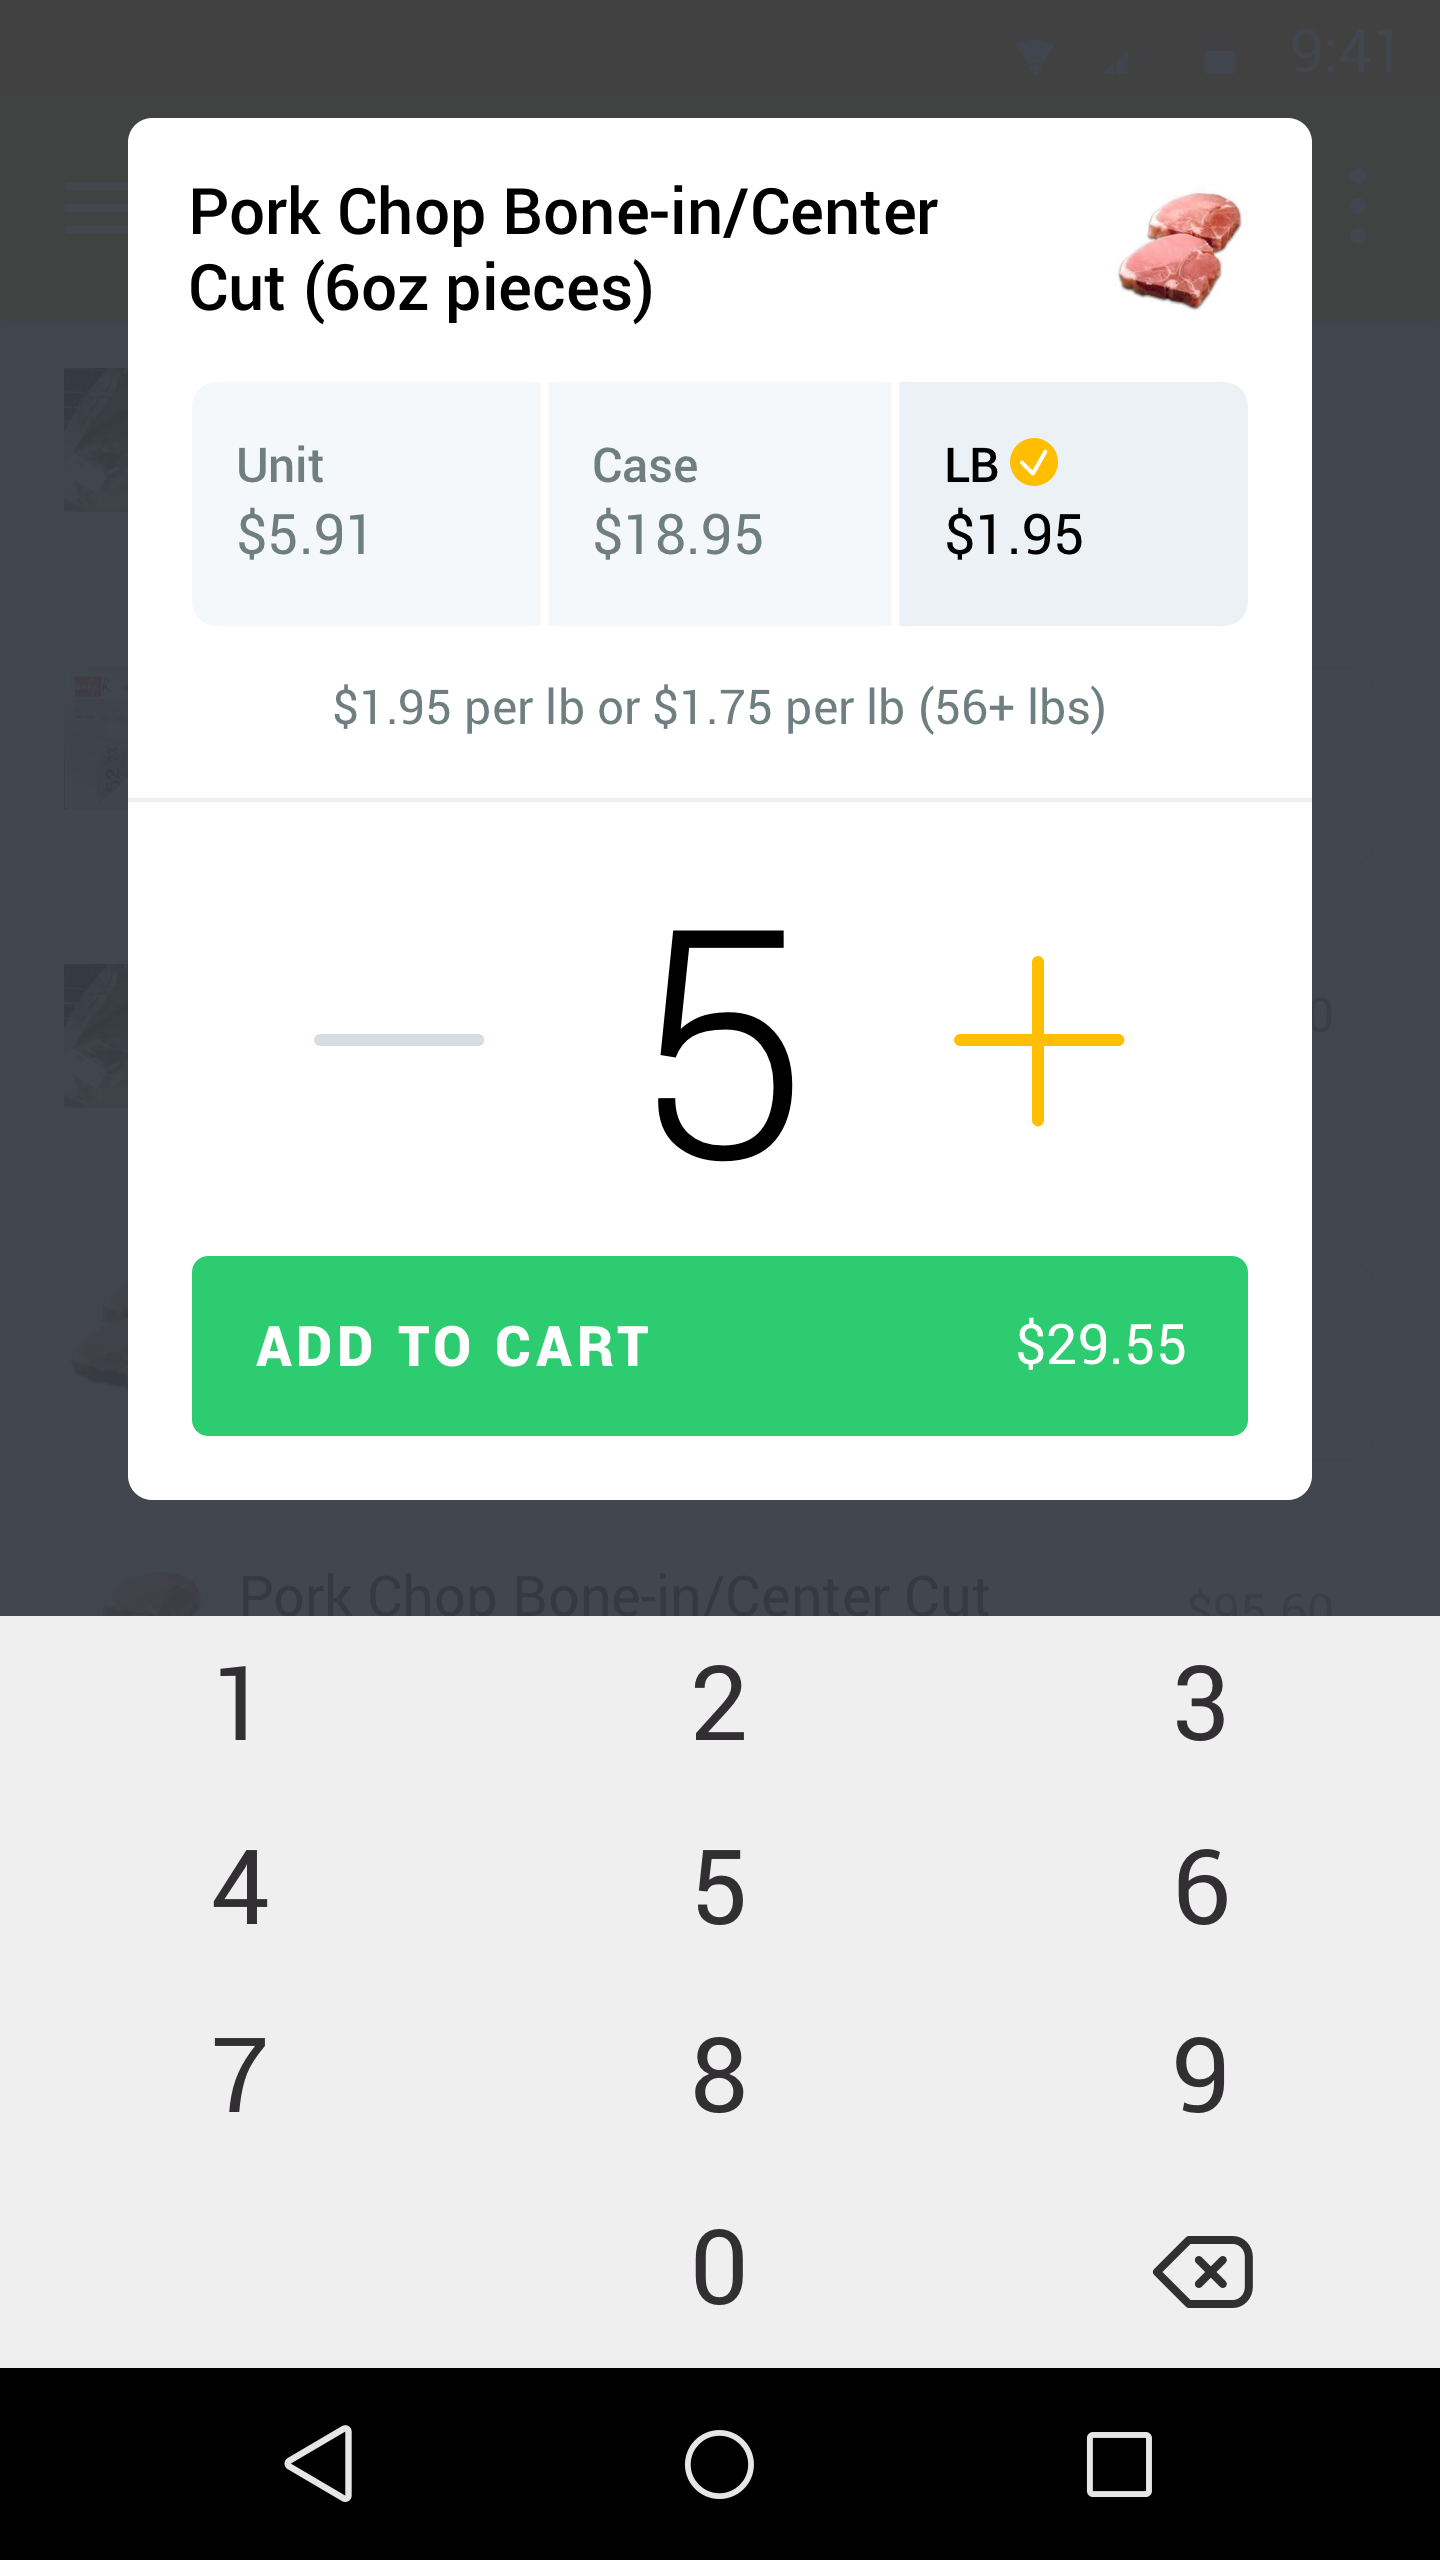 9:41
Pork Chop Bone-in/Center
Cut (6oz pieces)
Unit
$5.91
Case
$18.95
LB
$1.95
$1.95 per lb or $1.75 per lb (56+ lbs)
5
ADD TO CART $29.55
Pork Chop Bone-in/Center Cut
$95.60
1 2 3
4 5 6
7 8 9
0